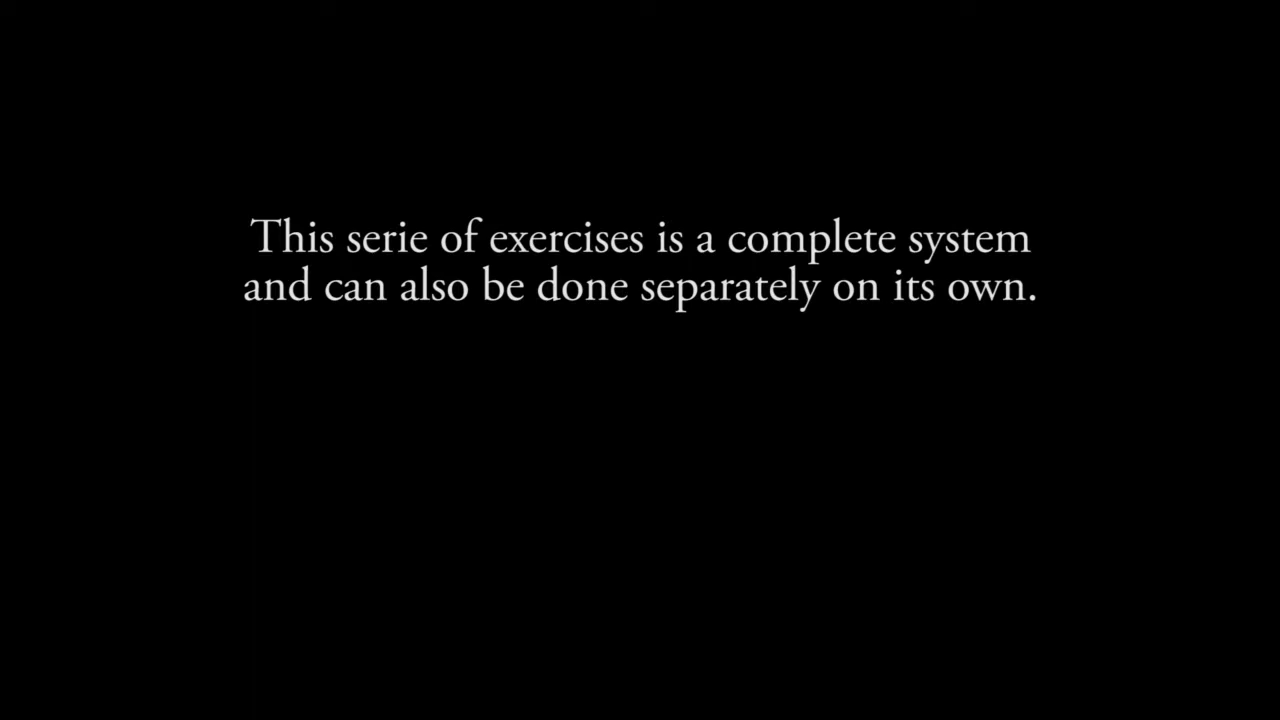 This serie of exercises is a complete system
and can also be done separately on its own.